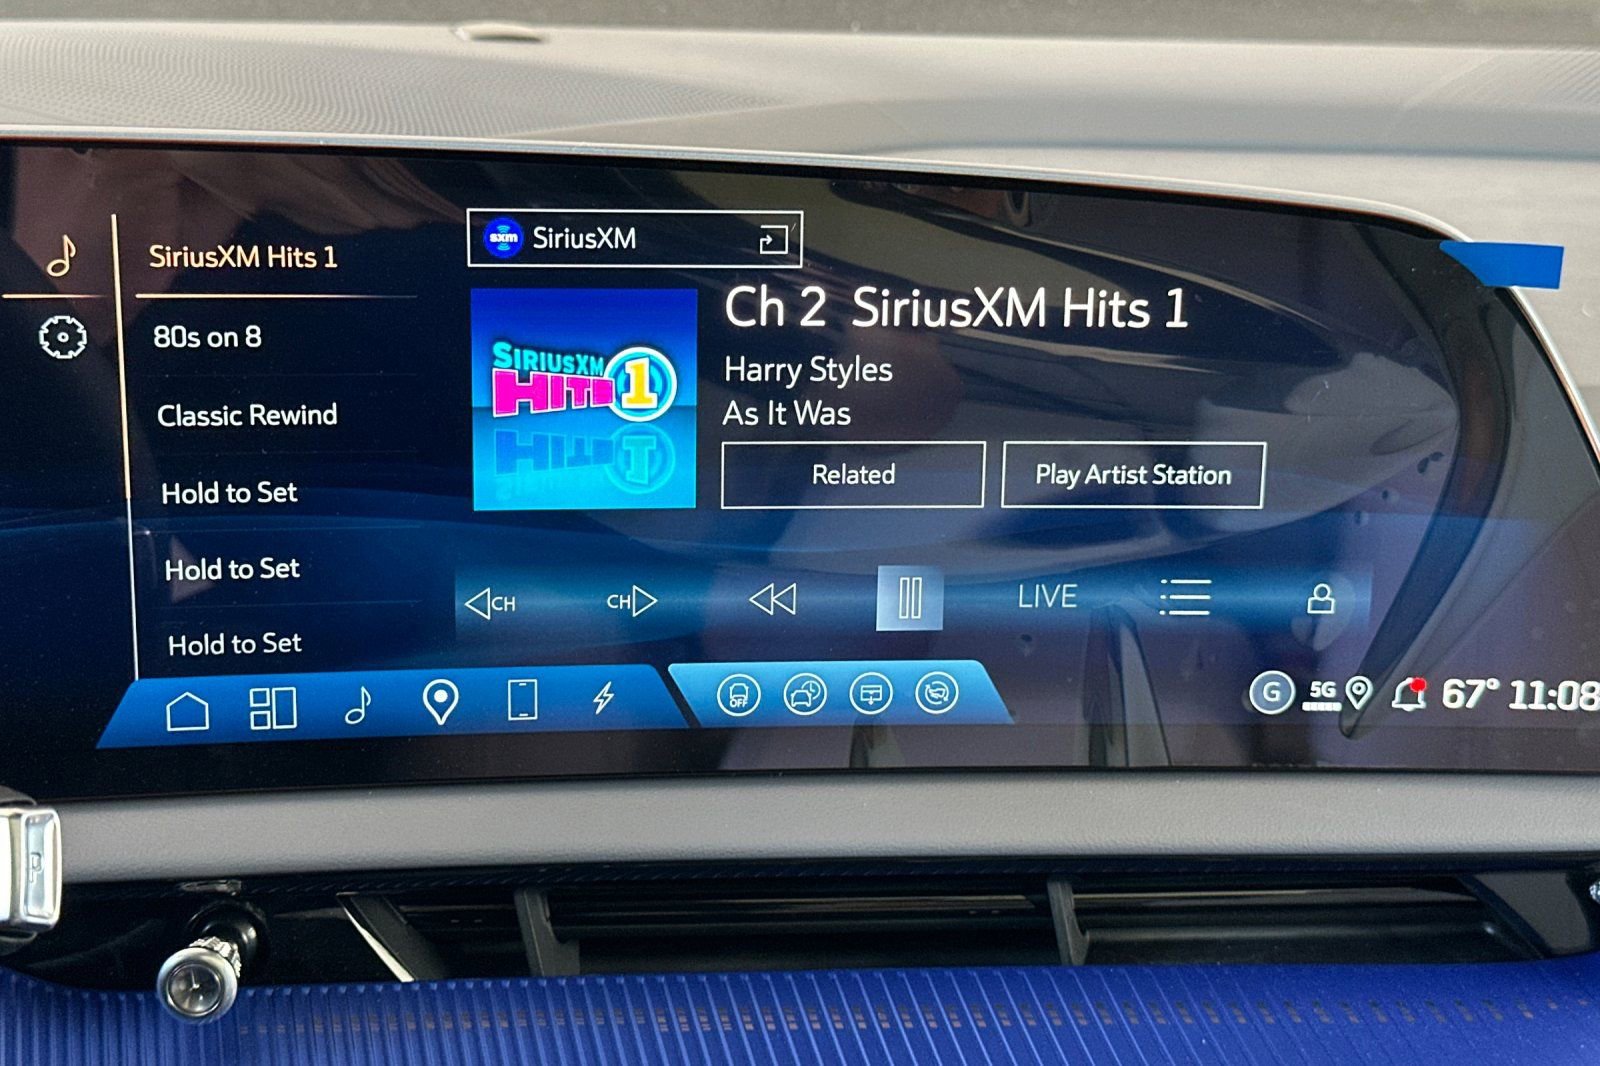 SiriusXM Hits 1
80s on 8
Classic Rewind
Hold to Set
Hold to Set
Hold to Set
sxm SiriusXM
SIRIUSXM
HITS 1
Ch 2 SiriusXM Hits 1
Harry Styles
As It Was
Related
Play Artist Station
CH
CH
LIVE
OFF
G 5G 67° 11:08
P